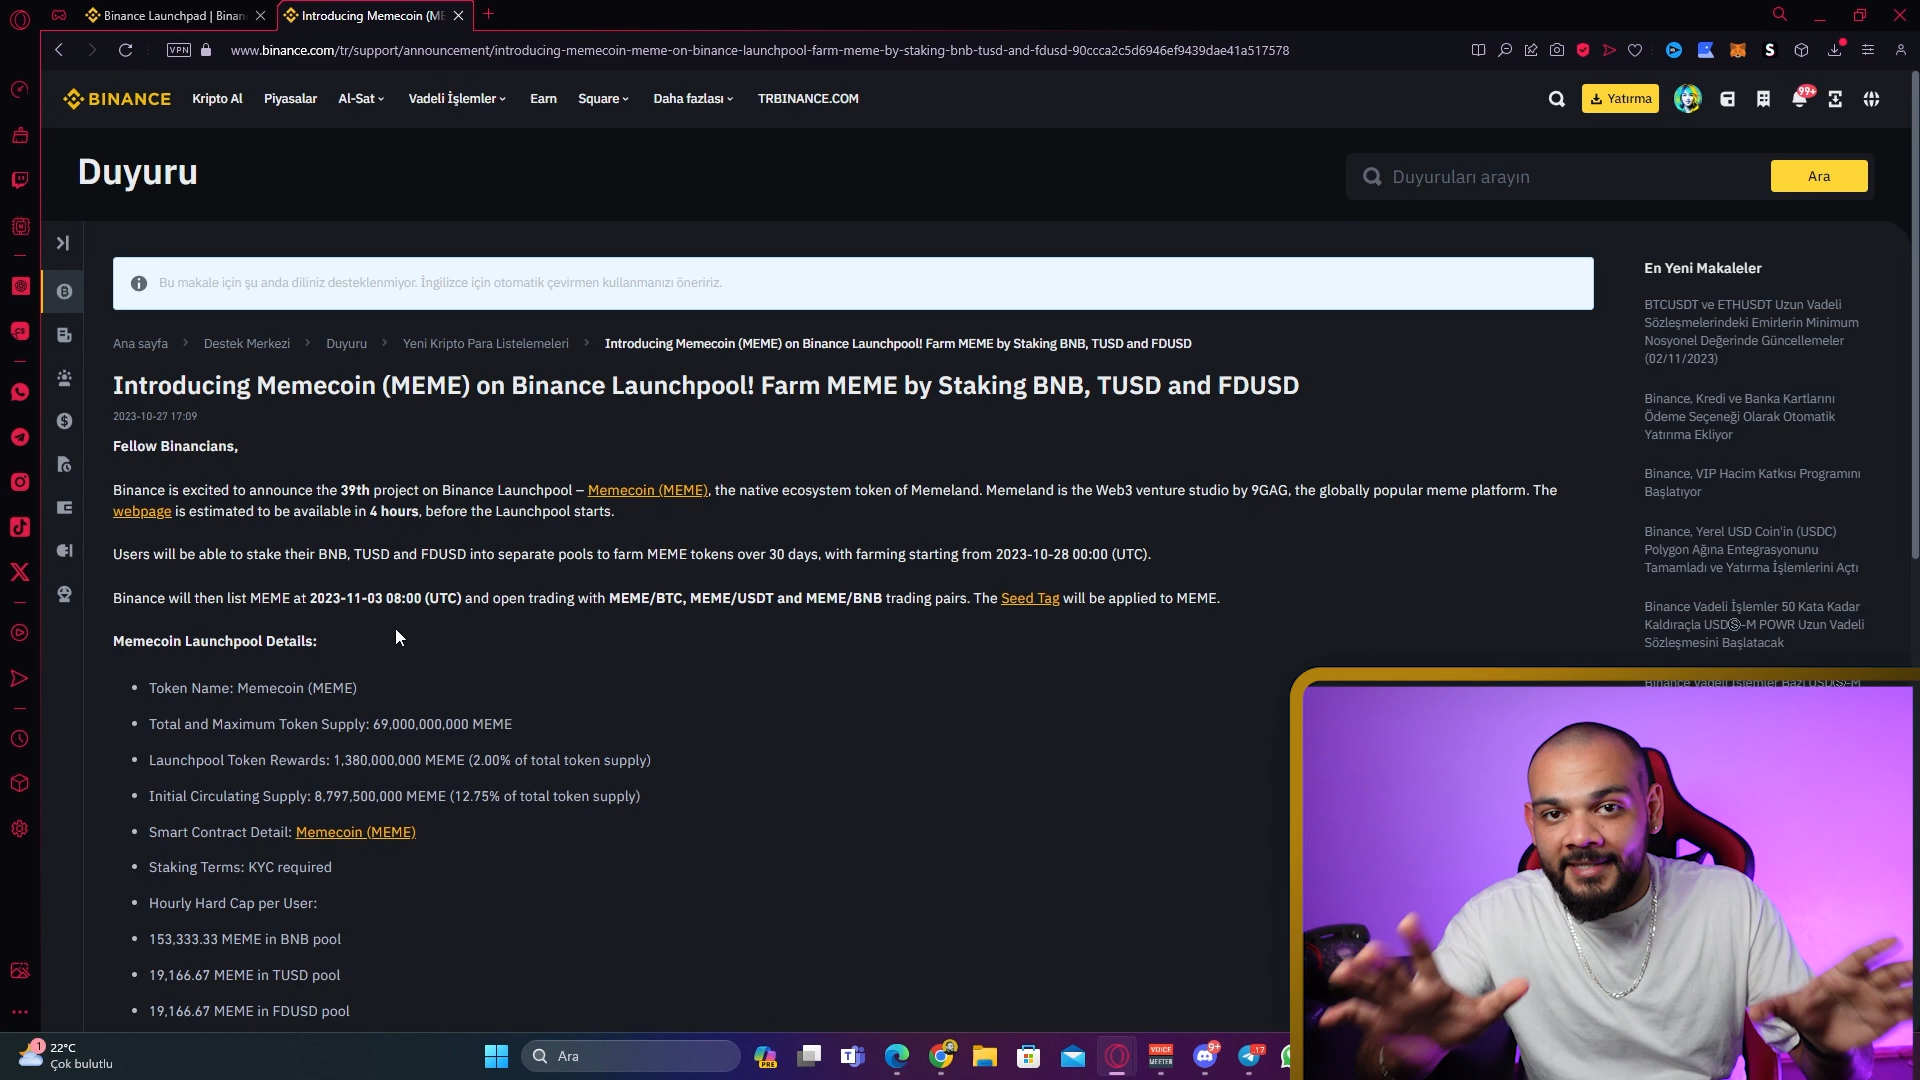 Binance Launchpad | Binan
Introducing Memecoin (ME
VPN
www.binance.com/tr/support/announcement/introducing-memecoin-meme-on-binance-launchpool-farm-meme-by-staking-bnb-tusd-and-fdusd-90ccca2c5d6946ef9439dae41a517578
BINANCE
Kripto Al
Piyasalar
Al-Sat
Vadeli İşlemler
Earn
Square
Daha fazlası
TRBINANCE.COM
Yatırma
99+
Duyuru
Duyuruları arayın
Ara
Bu makale için şu anda diliniz desteklenmiyor. İngilizce için otomatik çevirmen kullanmanızı öneririz.
Ana sayfa > Destek Merkezi > Duyuru > Yeni Kripto Para Listelemeleri > Introducing Memecoin (MEME) on Binance Launchpool! Farm MEME by Staking BNB, TUSD and FDUSD
Introducing Memecoin (MEME) on Binance Launchpool! Farm MEME by Staking BNB, TUSD and FDUSD
2023-10-27 17:09
Fellow Binancians,
Binance is excited to announce the 39th project on Binance Launchpool – Memecoin (MEME), the native ecosystem token of Memeland. Memeland is the Web3 venture studio by 9GAG, the globally popular meme platform. The
webpage is estimated to be available in 4 hours, before the Launchpool starts.
Users will be able to stake their BNB, TUSD and FDUSD into separate pools to farm MEME tokens over 30 days, with farming starting from 2023-10-28 00:00 (UTC).
Binance will then list MEME at 2023-11-03 08:00 (UTC) and open trading with MEME/BTC, MEME/USDT and MEME/BNB trading pairs. The Seed Tag will be applied to MEME.
Memecoin Launchpool Details:
• Token Name: Memecoin (MEME)
• Total and Maximum Token Supply: 69,000,000,000 MEME
• Launchpool Token Rewards: 1,380,000,000 MEME (2.00% of total token supply)
• Initial Circulating Supply: 8,797,500,000 MEME (12.75% of total token supply)
• Smart Contract Detail: Memecoin (MEME)
• Staking Terms: KYC required
• Hourly Hard Cap per User:
• 153,333.33 MEME in BNB pool
• 19,166.67 MEME in TUSD pool
• 19,166.67 MEME in FDUSD pool
En Yeni Makaleler
BTCUSDT ve ETHUSDT Uzun Vadeli
Sözleşmelerindeki Emirlerin Minimum
Nosyonel Değerinde Güncellemeler
(02/11/2023)
Binance, Kredi ve Banka Kartlarını
Ödeme Seçeneği Olarak Otomatik
Yatırıma Ekliyor
Binance, VIP Hacim Katkısı Programını
Başlatıyor
Binance, Yerel USD Coin'in (USDC)
Polygon Ağına Entegrasyonunu
Tamamladı ve Yatırma İşlemlerini Açtı
Binance Vadeli İşlemler 50 Kata Kadar
Kaldıraçla USDⓈ-M POWR Uzun Vadeli
Sözleşmesini Başlatacak
Binance Vadeli İşlemler Bazı USDⓈ-M
1
22°C
Çok bulutlu
Ara
PRE
VOICE
MEETER
9+
17